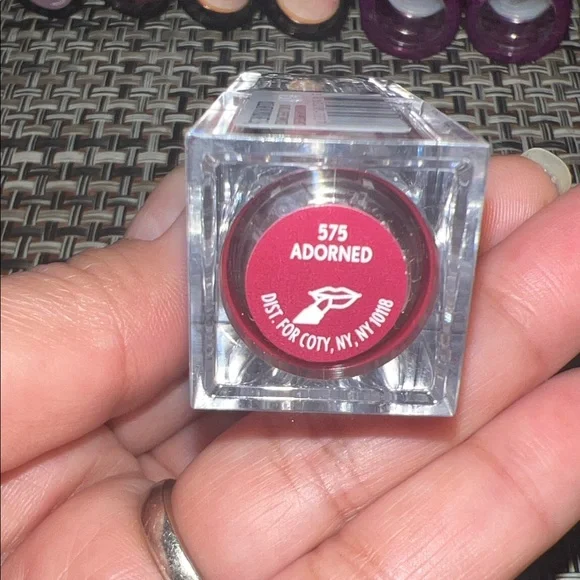 575
ADORNED
DIST. FOR COTY, NY, NY 10118